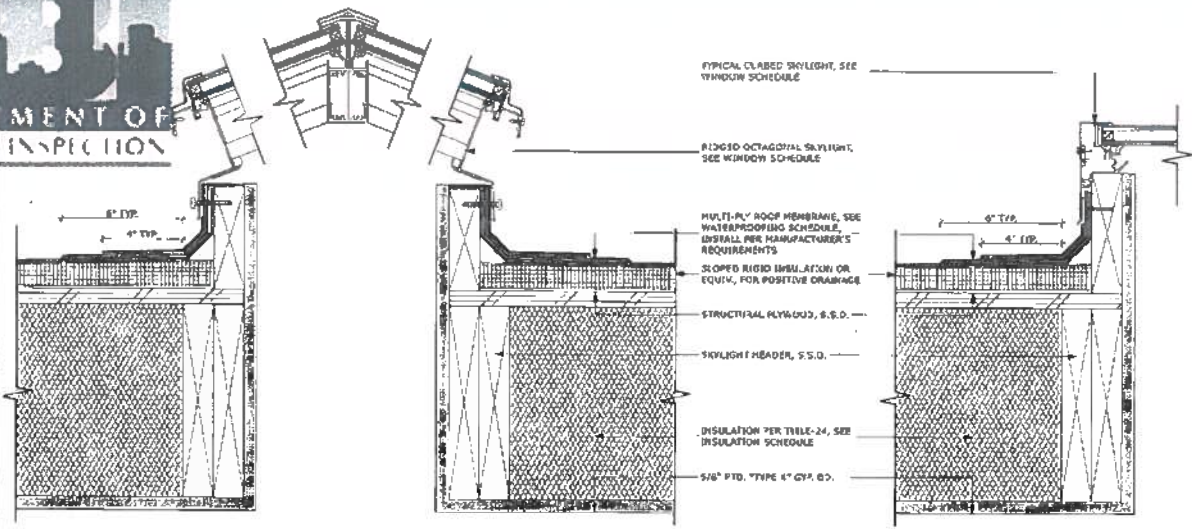 MENT OF
INSPECTION
TYPICAL CURBED SKYLIGHT, SEE
WINDOW SCHEDULE
RIDGED OCTAGONAL SKYLIGHT,
SEE WINDOW SCHEDULE
6" TYP.
4" TYP.
MULTI-PLY ROOF MEMBRANE, SEE
WATERPROOFING SCHEDULE,
INSTALL PER MANUFACTURER'S
REQUIREMENTS
6" TYP.
4" TYP.
SLOPED RIGID INSULATION OR
EQUIV., FOR POSITIVE DRAINAGE
STRUCTURAL PLYWOOD, S.S.D.
SKYLIGHT HEADER, S.S.D.
INSULATION PER TITLE-24, SEE
INSULATION SCHEDULE
5/8" PTD. "TYPE X" GYP. BD.